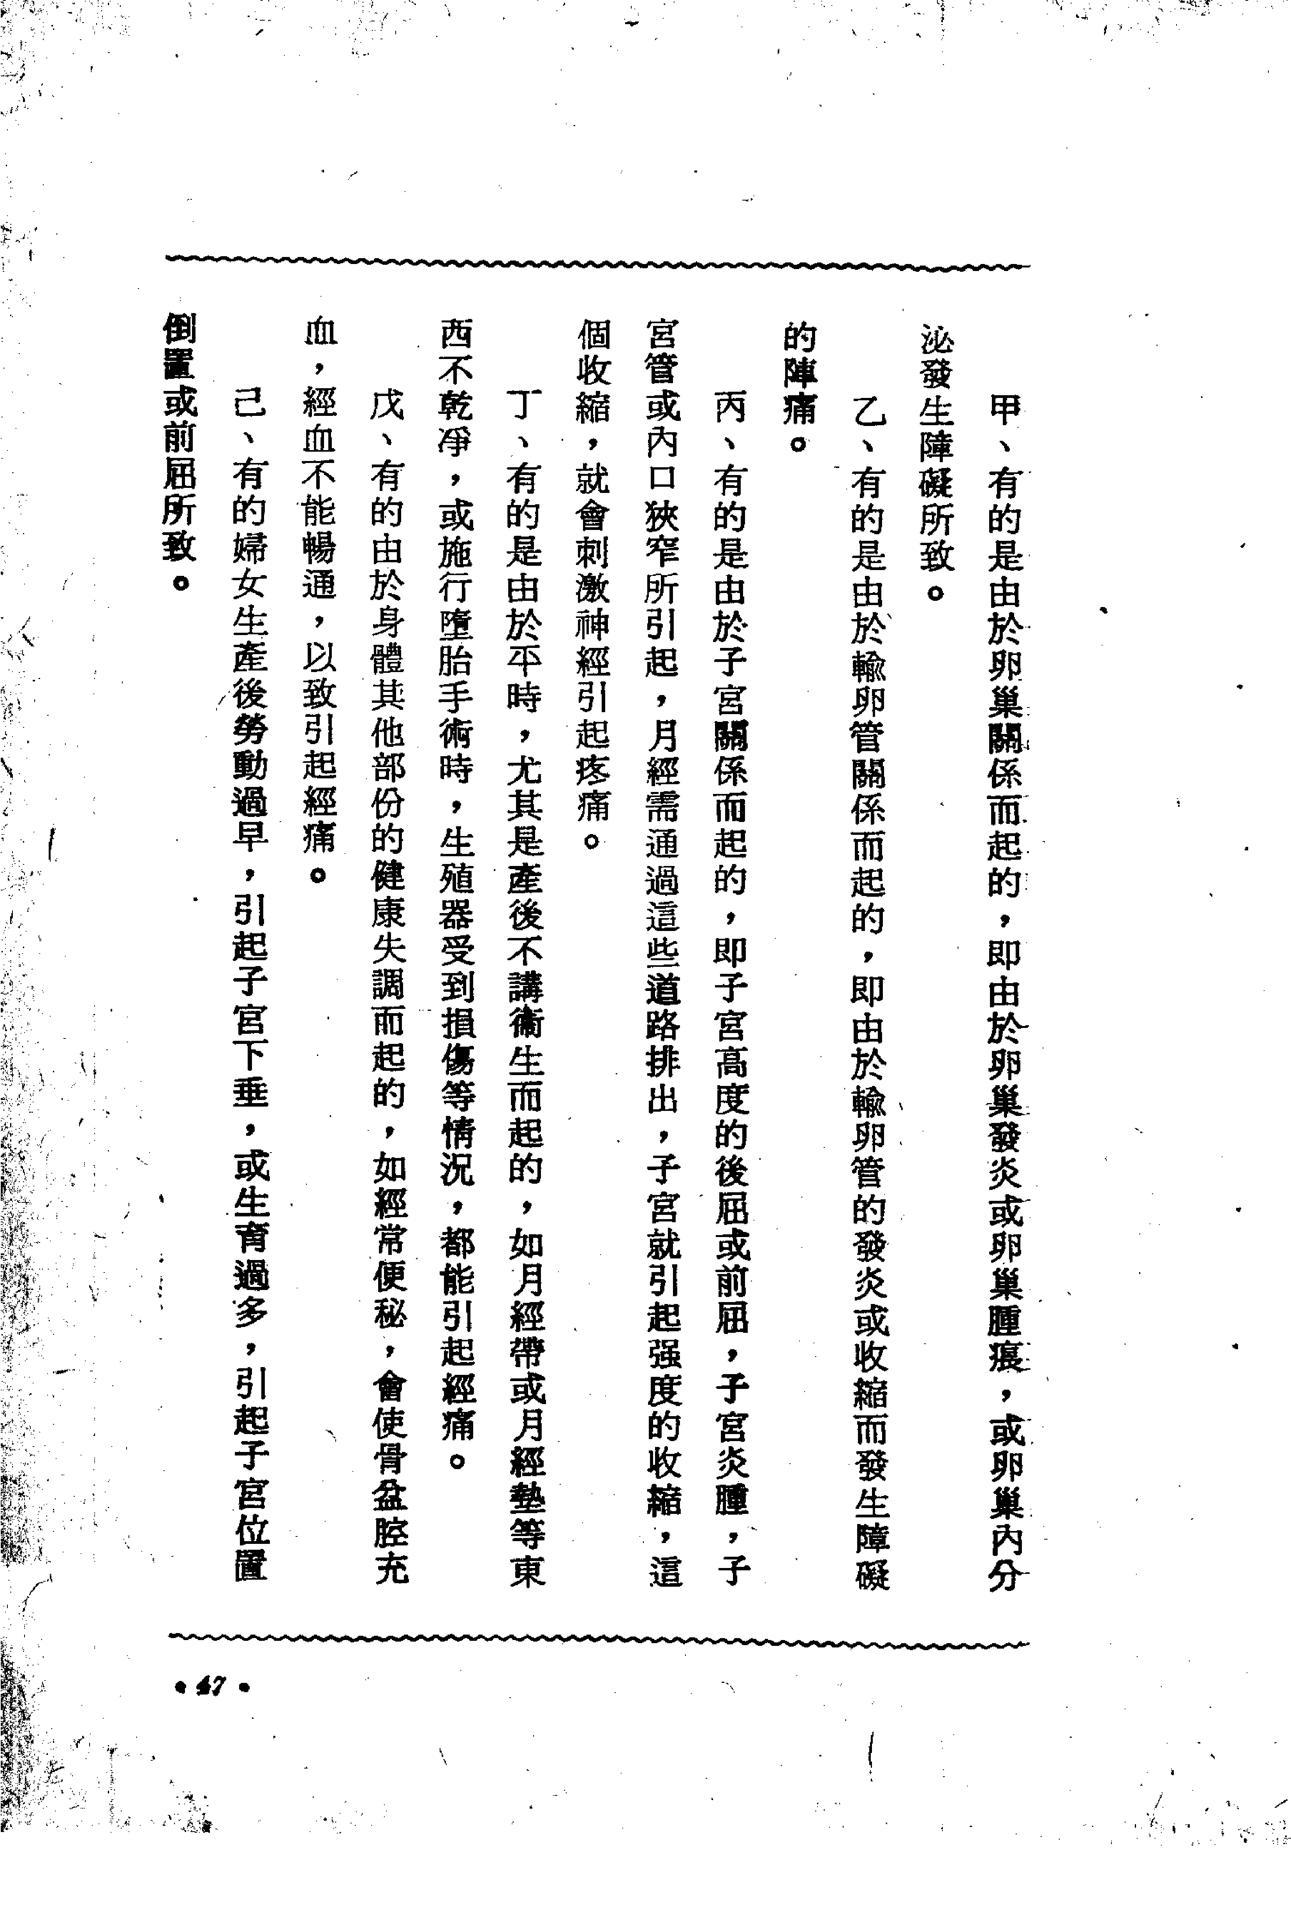 甲、有的是由於卵巢關係而起的，即由於卵巢發炎或卵巢腫瘍，或卵巢內分
泌發生障礙所致。
乙、有的是由於輸卵管關係而起的，即由於輸卵管的發炎或收縮而發生障礙
的陣痛。
丙、有的是由於子宮關係而起的，即子宮高度的後屈或前屈，子宮炎腫，子
宮管或內口狹窄所引起，月經需通過這些道路排出，子宮就引起强度的收縮，這
個收縮，就會刺激神經引起疼痛。
丁、有的是由於平時，尤其是產後不講衞生而起的，如月經帶或月經墊等東
西不乾淨，或施行墮胎手術時，生殖器受到損傷等情況，都能引起經痛。
戊、有的由於身體其他部份的健康失調而起的，如經常便秘，會使骨盆腔充
血，經血不能暢通，以致引起經痛。
己、有的婦女生產後勞動過早，引起子宮下垂，或生育過多，引起子宮位置
倒置或前屈所致。
•47•